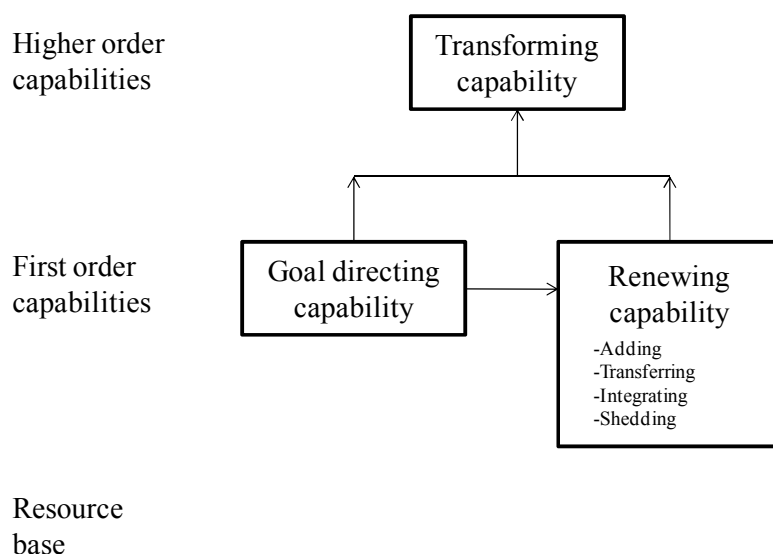 Higher order
capabilities
Transforming
capability
First order
capabilities
Goal directing
capability
Renewing
capability
-Adding
-Transferring
-Integrating
-Shedding
Resource
base